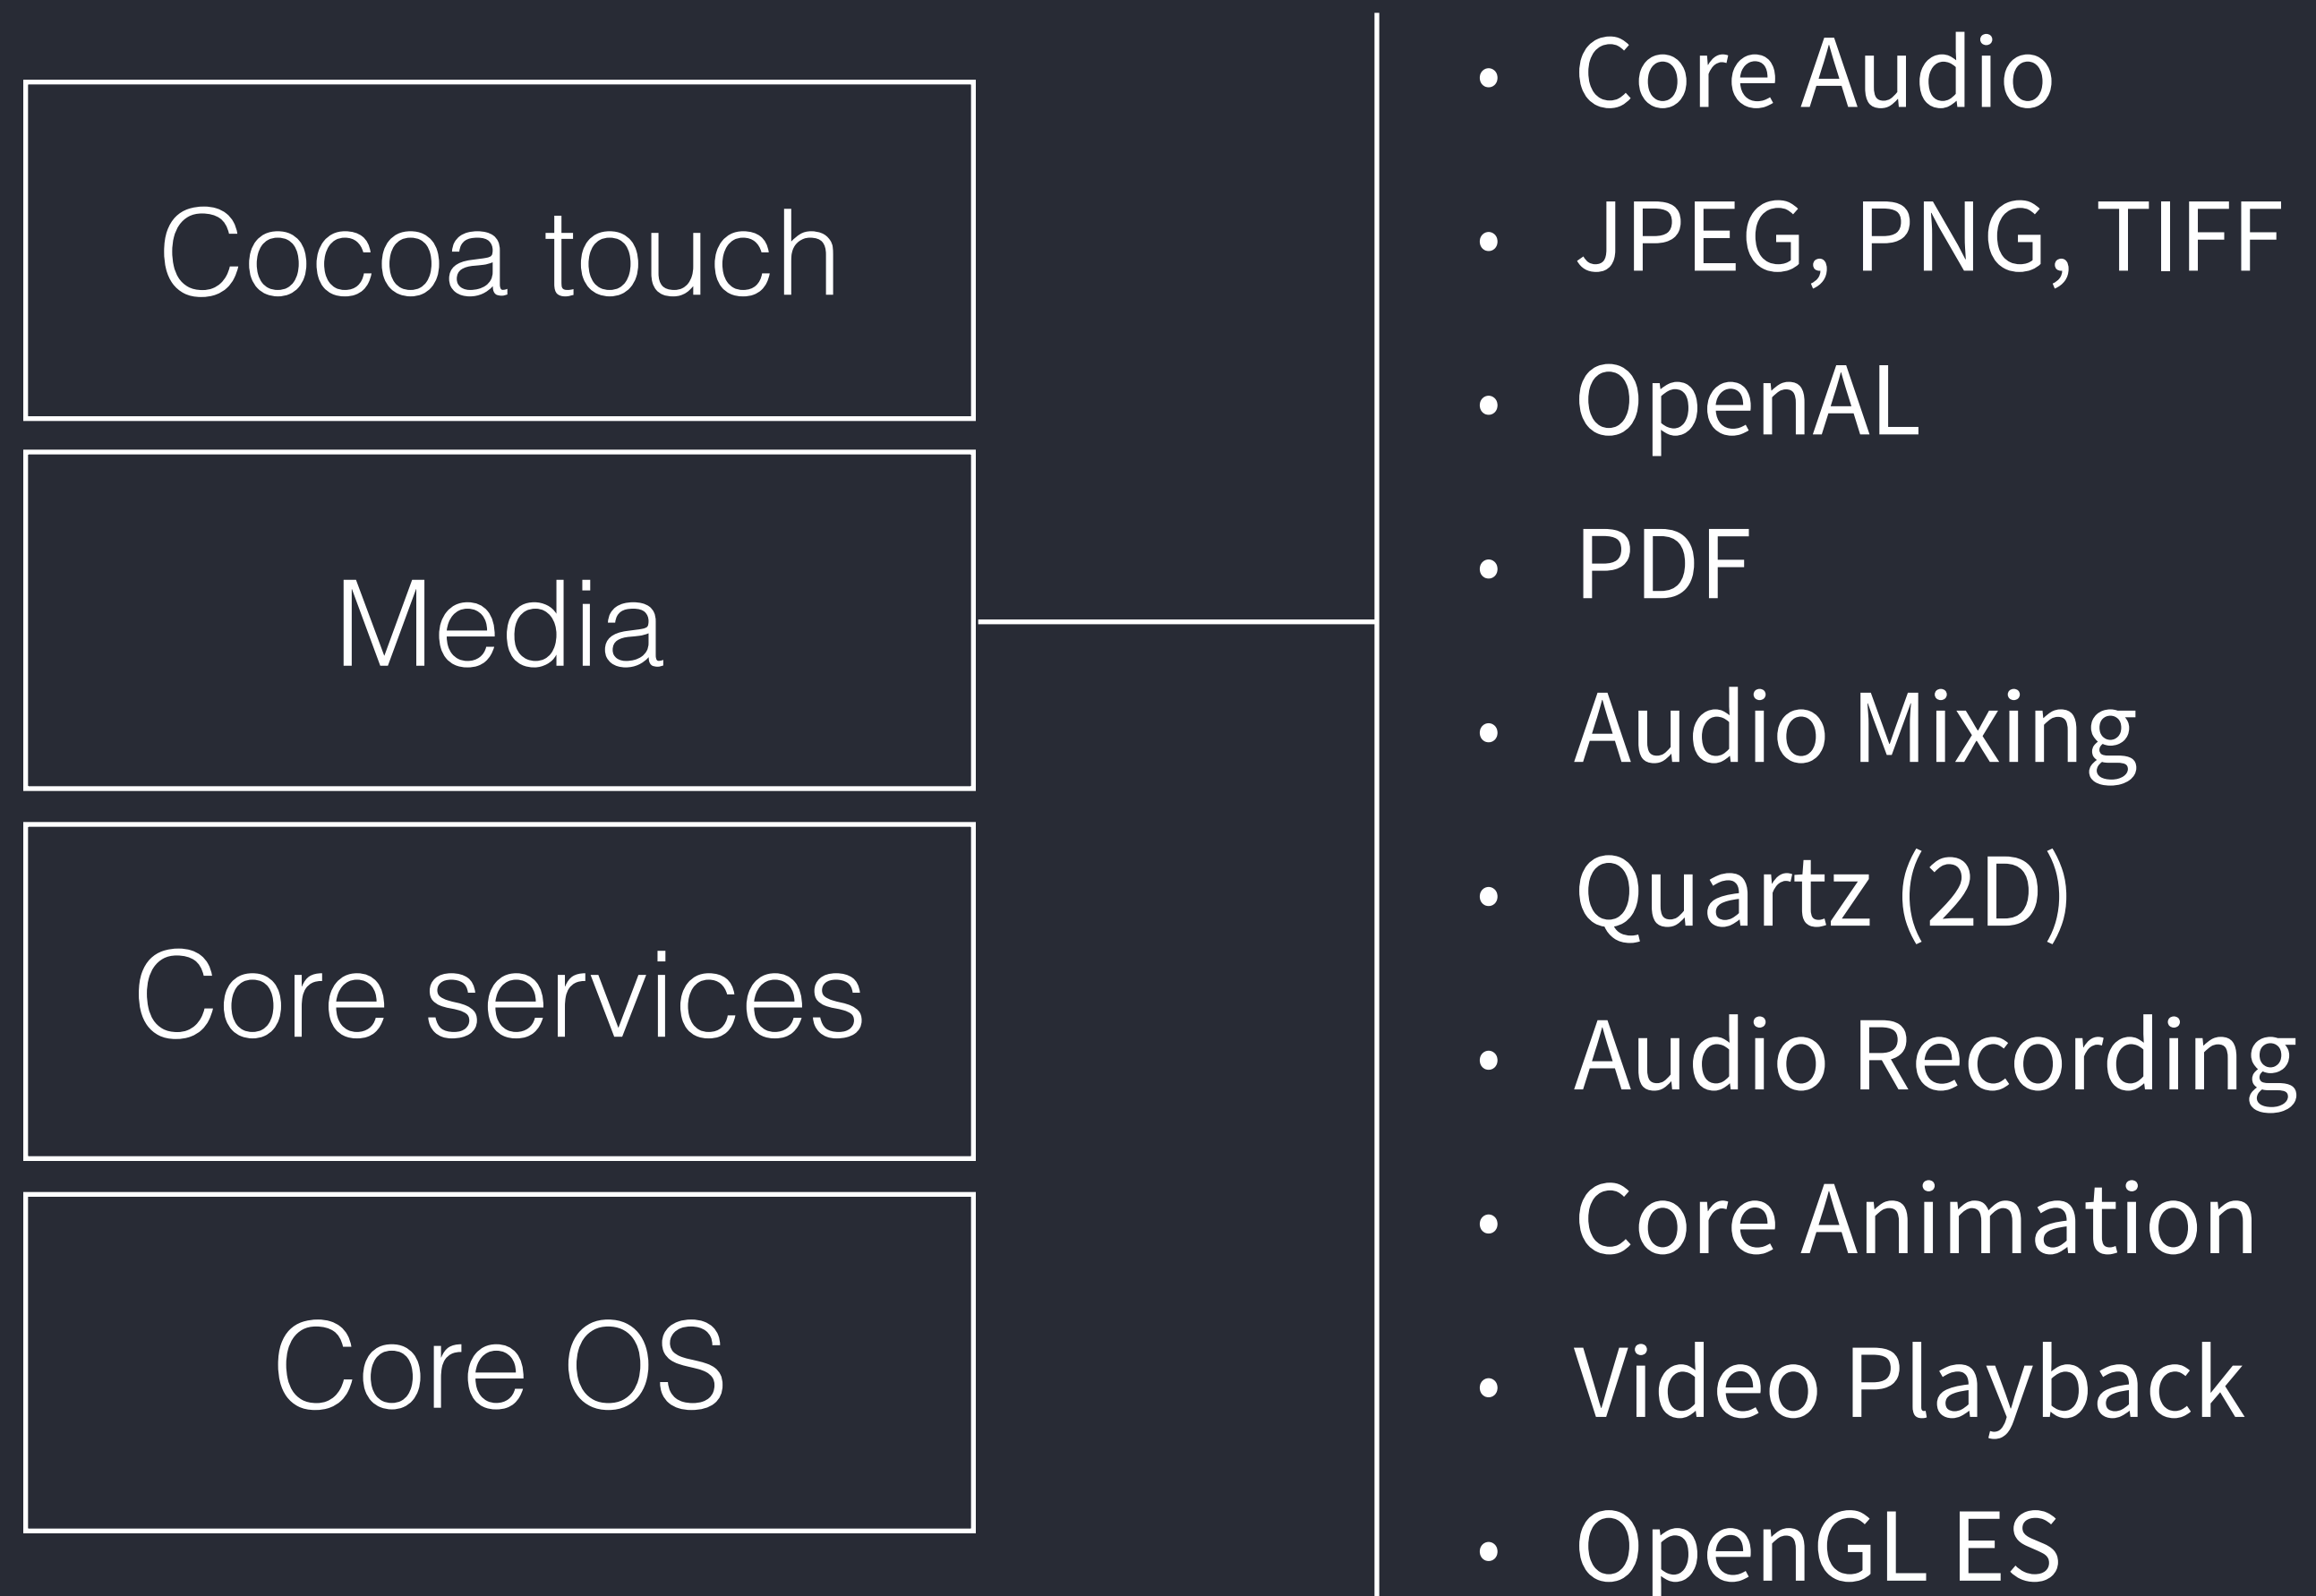 Cocoa touch
Media
Core services
Core OS
• Core Audio
• JPEG, PNG, TIFF
• OpenAL
• PDF
• Audio Mixing
• Quartz (2D)
• Audio Recording
• Core Animation
• Video Playback
• OpenGL ES